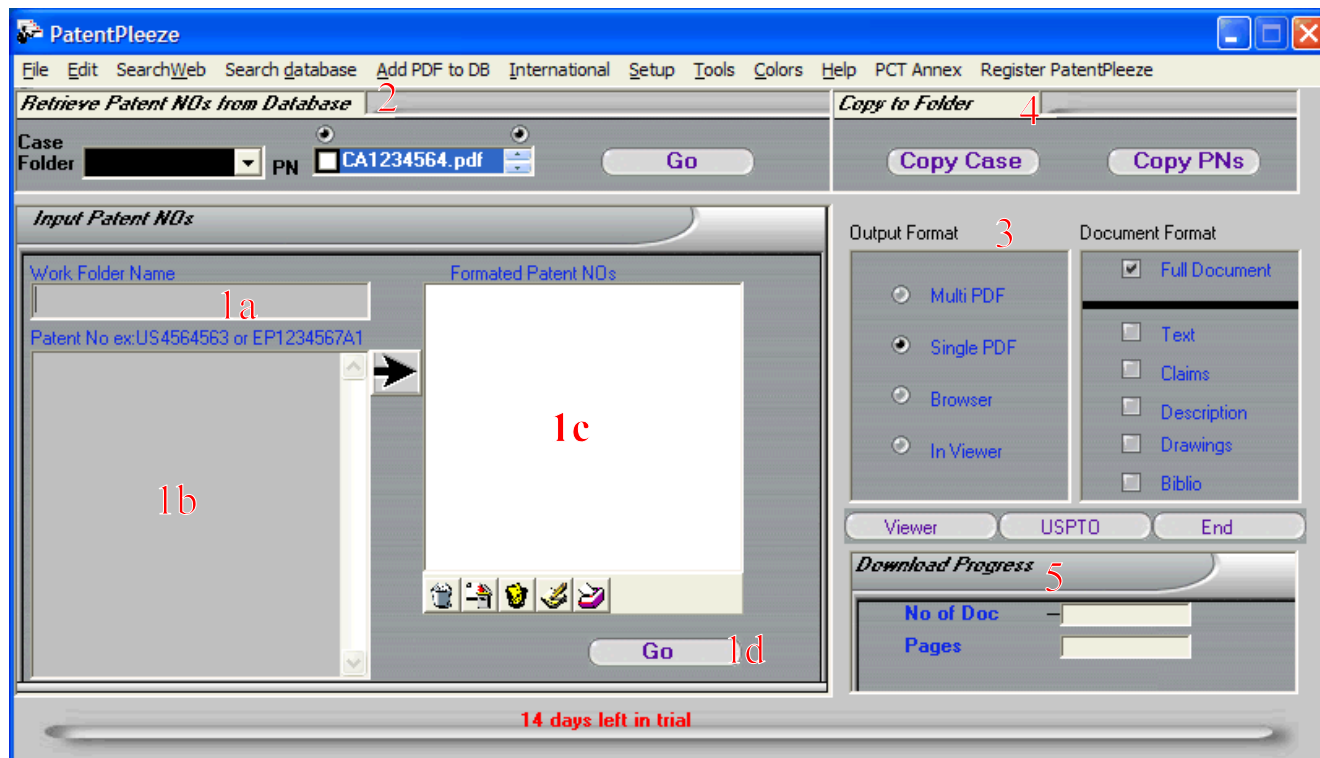 PatentPleeze
File Edit SearchWeb Search database Add PDF to DB International Setup Tools Colors Help PCT Annex Register PatentPleeze
Retrieve Patent NOs from Database 2
Copy to Folder 4
Case
Folder PN CA1234564.pdf Go
Copy Case Copy PNs
Input Patent NOs
Work Folder Name
1a
Patent No ex:US4564563 or EP1234567A1
1b
Formated Patent NOs
1c
Go 1d
Output Format 3
Multi PDF
Single PDF
Browser
In Viewer
Document Format
Full Document
Text
Claims
Description
Drawings
Biblio
Viewer USPTO End
Download Progress 5
No of Doc
Pages
14 days left in trial